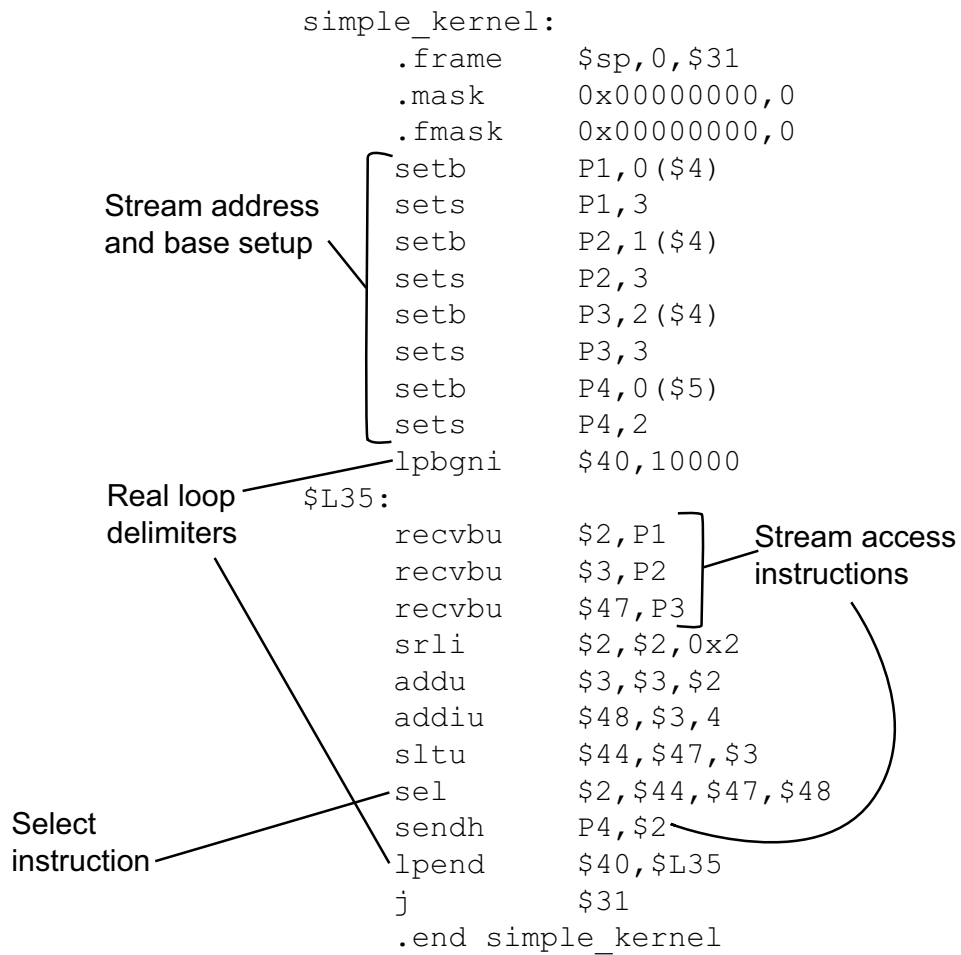 simple_kernel:
.frame $sp,0,$31
.mask 0x00000000,0
.fmask 0x00000000,0
setb P1,0($4)
Stream address
and base setup
sets P1,3
setb P2,1($4)
sets P2,3
setb P3,2($4)
sets P3,3
setb P4,0($5)
sets P4,2
lpbgni $40,10000
Real loop
delimiters
$L35:
recvbu $2,P1
recvbu $3,P2
recvbu $47,P3
Stream access
instructions
srli $2,$2,0x2
addu $3,$3,$2
addiu $48,$3,4
sltu $44,$47,$3
sel $2,$44,$47,$48
Select
instruction
sendh P4,$2
lpend $40,$L35
j $31
.end simple_kernel